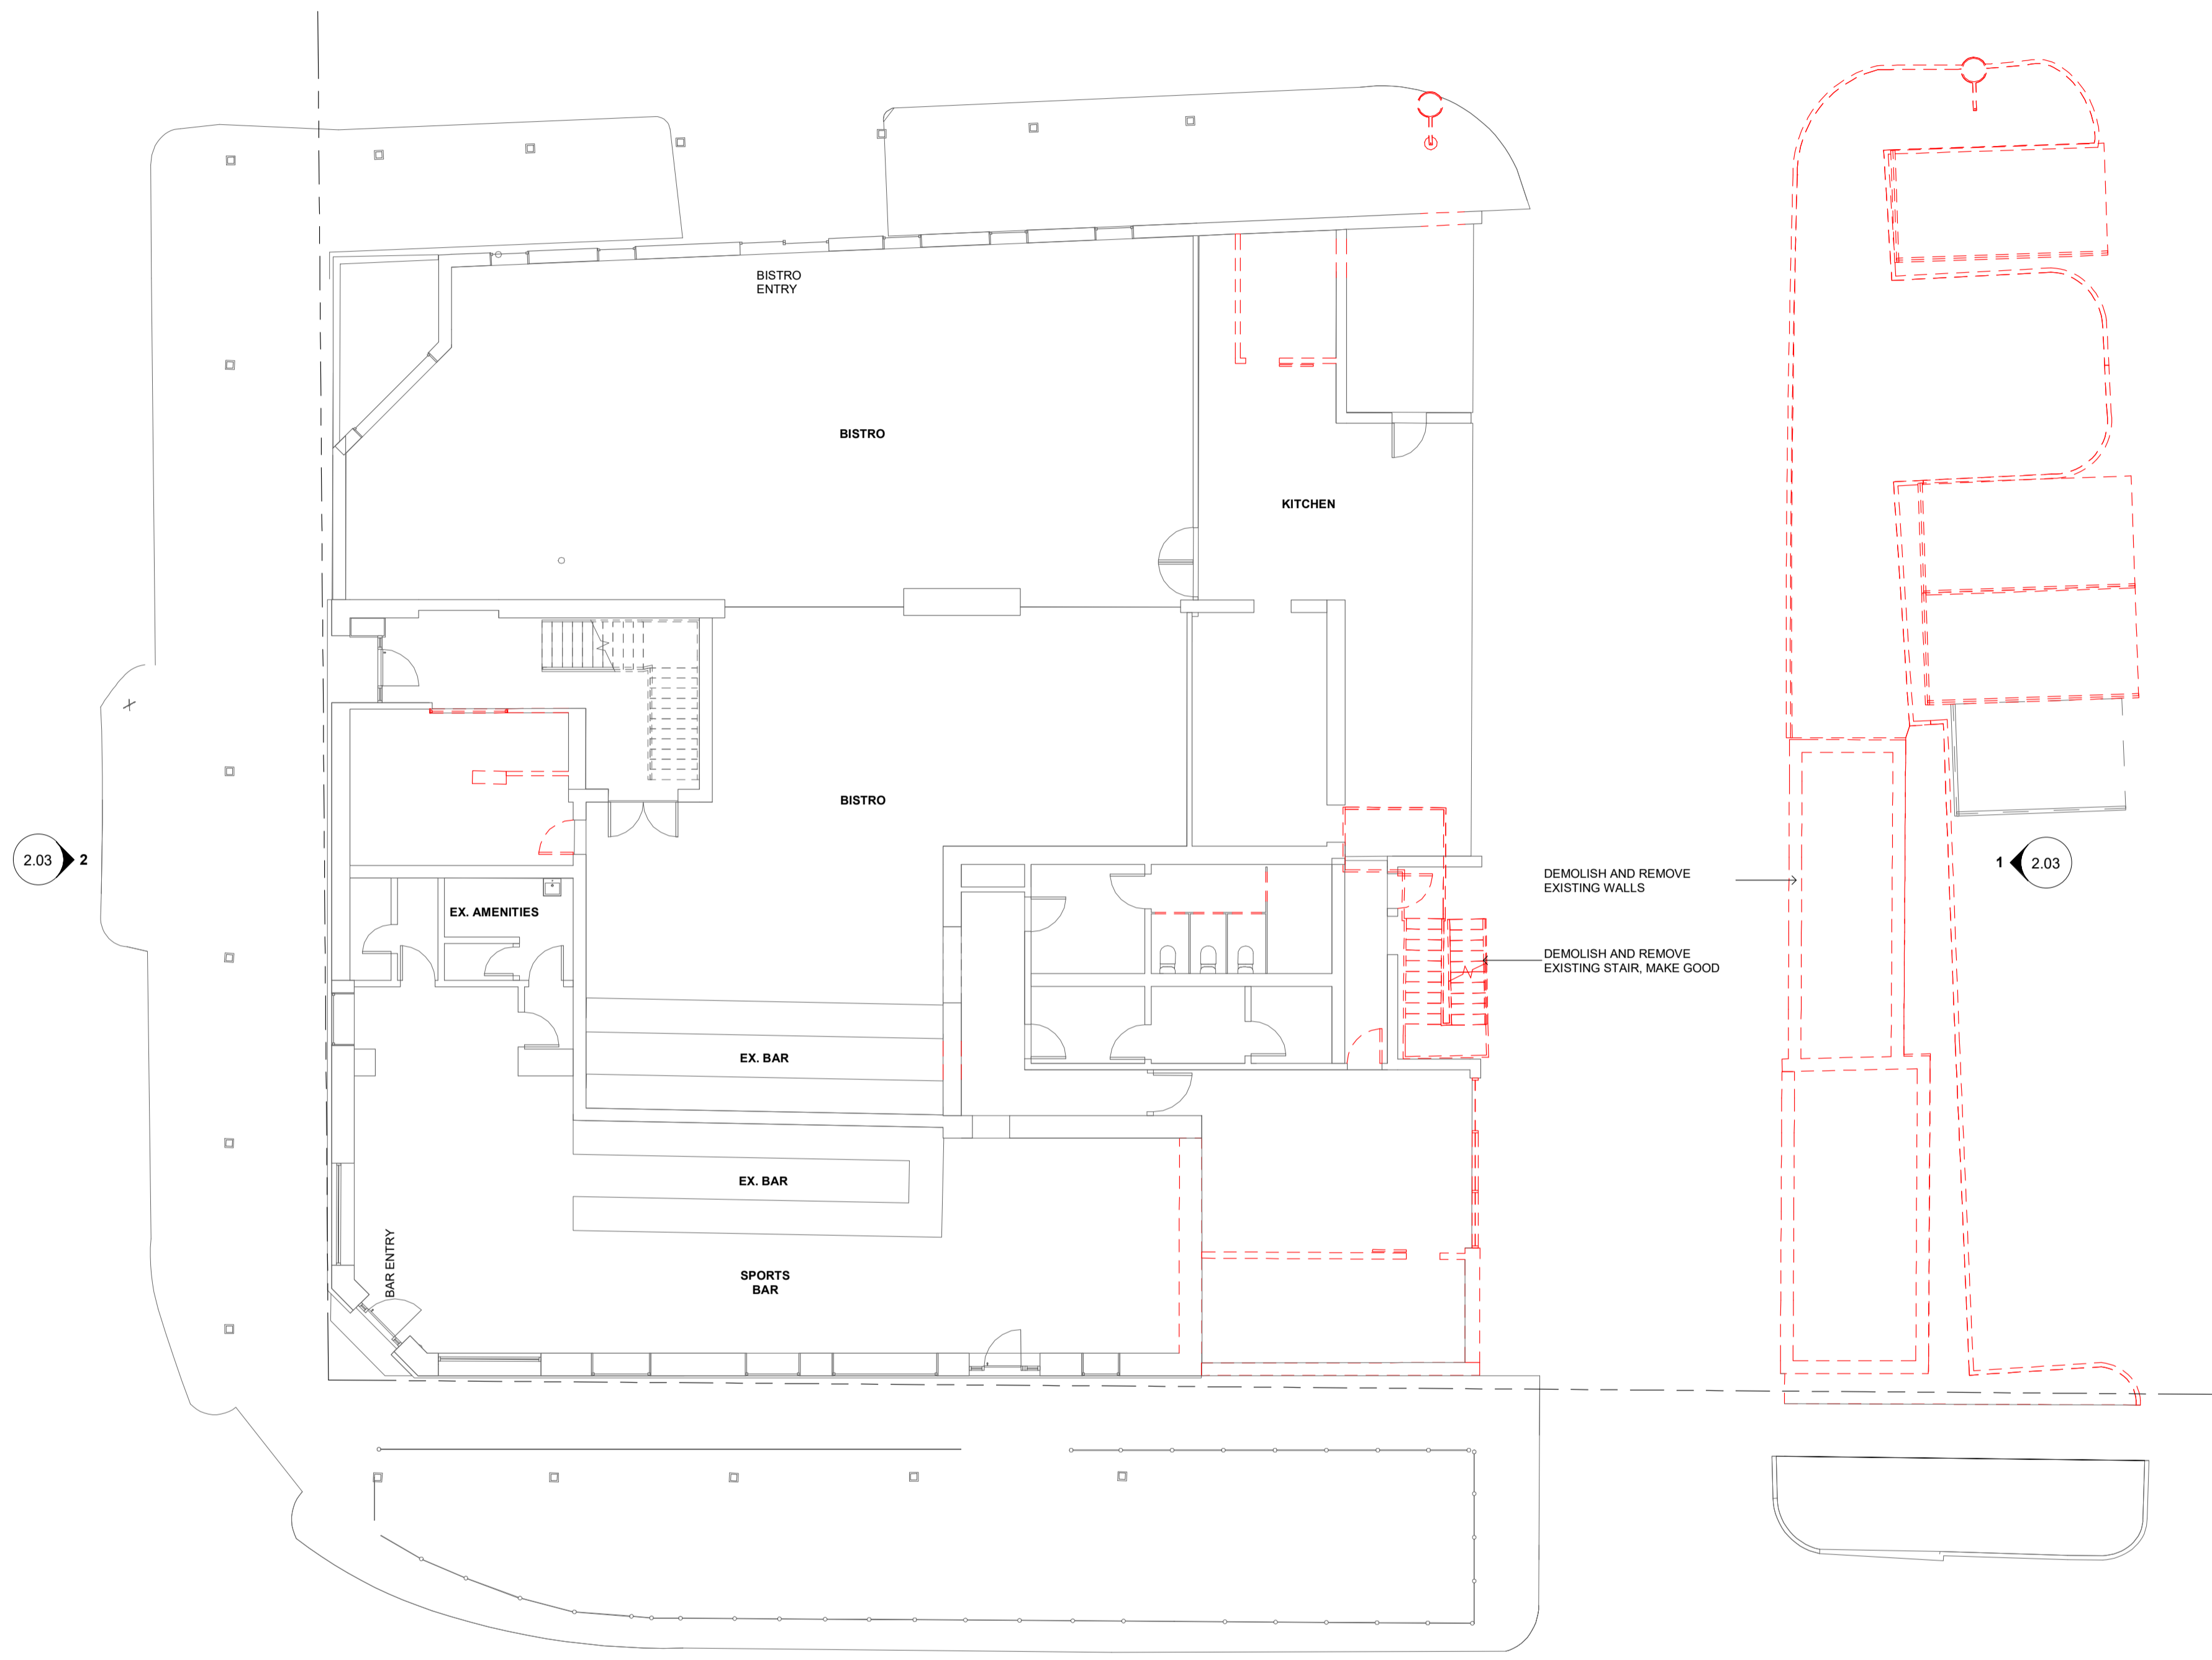 BISTRO
ENTRY
BISTRO
KITCHEN
BISTRO
2.03
2
DEMOLISH AND REMOVE
EXISTING WALLS
1
2.03
EX. AMENITIES
DEMOLISH AND REMOVE
EXISTING STAIR, MAKE GOOD
EX. BAR
EX. BAR
BAR ENTRY
SPORTS
BAR